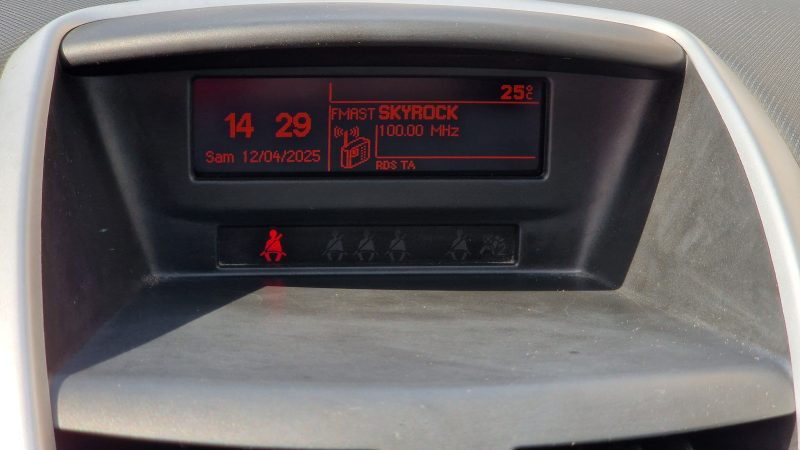 25°C
14 29
FMAST SKYROCK
100.00 MHz
Sam 12/04/2025
RDS TA